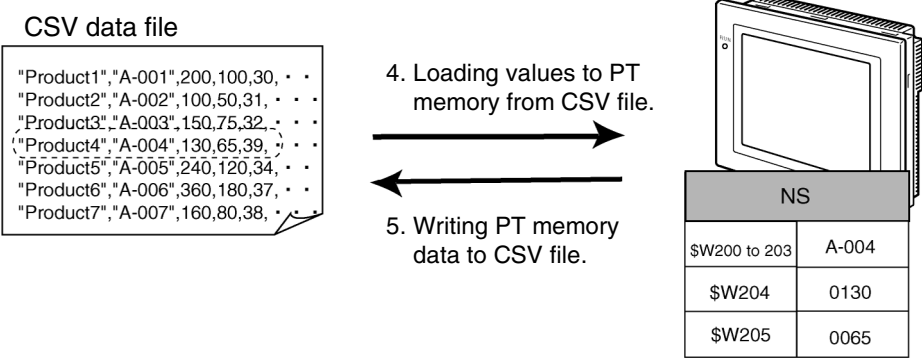 CSV data file
"Product1","A-001",200,100,30, · ·
"Product2","A-002",100,50,31, · · ·
"Product3","A-003",150,75,32, · · ·
"Product4","A-004",130,65,39, · · ·
"Product5","A-005",240,120,34, · ·
"Product6","A-006",360,180,37, · ·
"Product7","A-007",160,80,38, · · ·
4. Loading values to PT
memory from CSV file.
5. Writing PT memory
data to CSV file.
RUN
NS
$W200 to 203 A-004
$W204 0130
$W205 0065